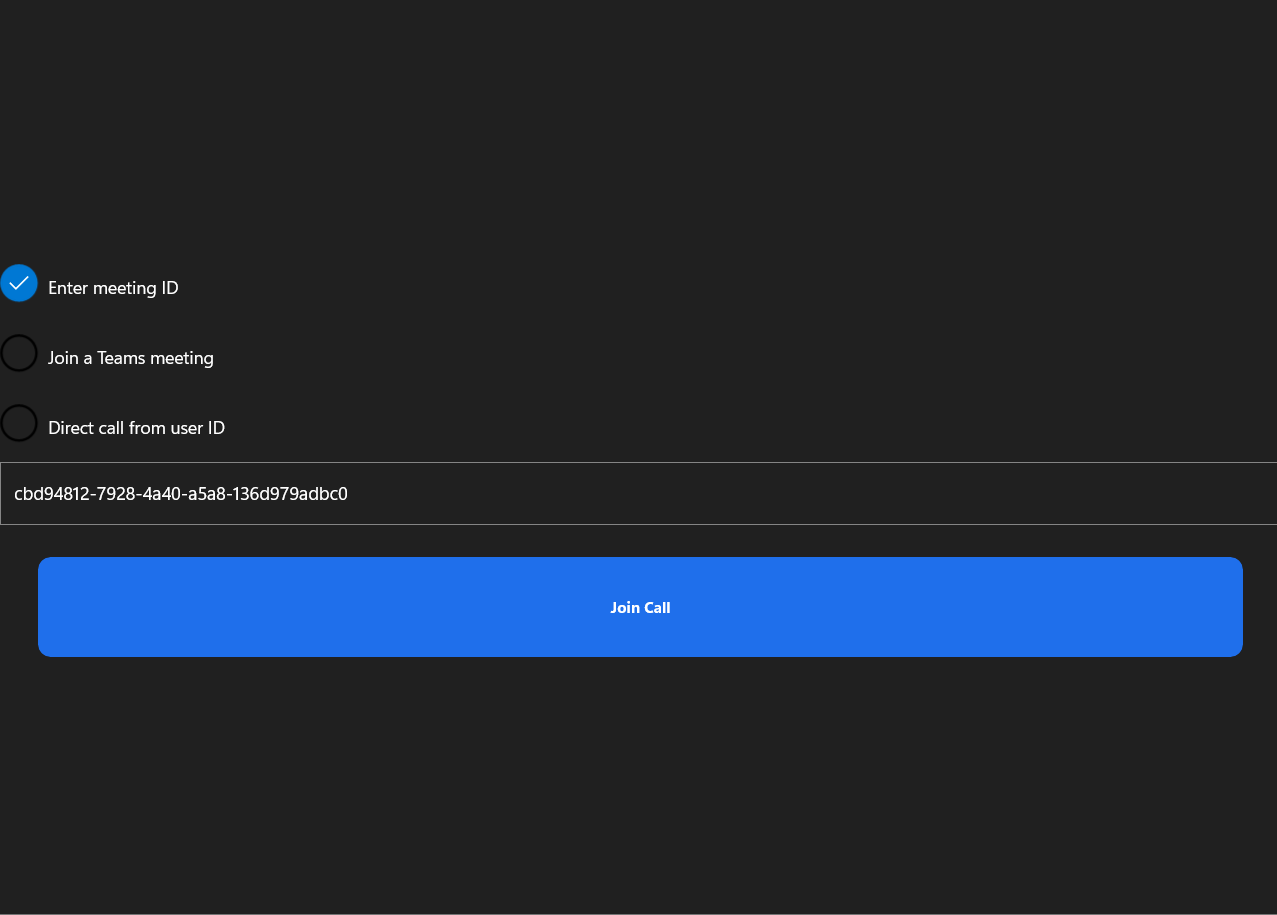 Enter meeting ID
Join a Teams meeting
Direct call from user ID
cbd94812-7928-4a40-a5a8-136d979adbc0
Join Call